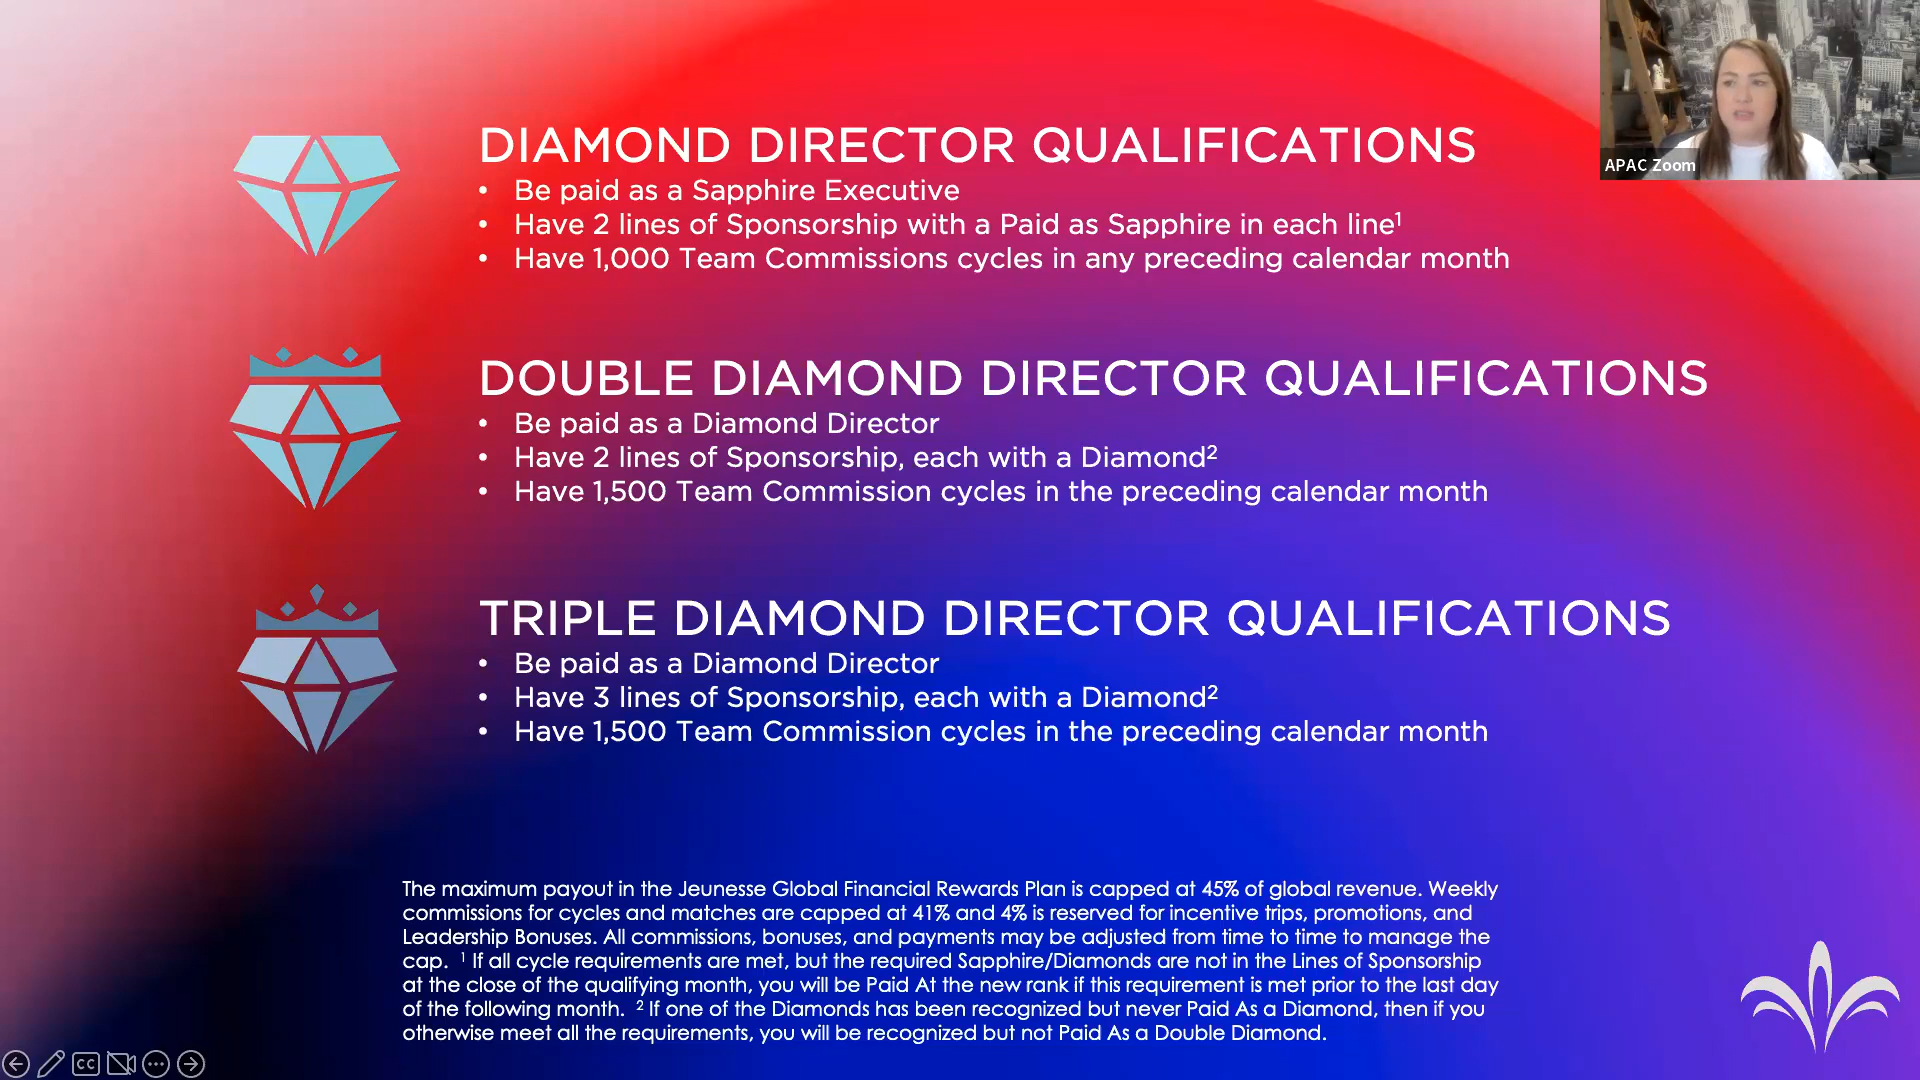 DIAMOND DIRECTOR QUALIFICATIONS
• Be paid as a Sapphire Executive
• Have 2 lines of Sponsorship with a Paid as Sapphire in each line¹
• Have 1,000 Team Commissions cycles in any preceding calendar month
APAC Zoom
DOUBLE DIAMOND DIRECTOR QUALIFICATIONS
• Be paid as a Diamond Director
• Have 2 lines of Sponsorship, each with a Diamond²
• Have 1,500 Team Commission cycles in the preceding calendar month
TRIPLE DIAMOND DIRECTOR QUALIFICATIONS
• Be paid as a Diamond Director
• Have 3 lines of Sponsorship, each with a Diamond²
• Have 1,500 Team Commission cycles in the preceding calendar month
The maximum payout in the Jeunesse Global Financial Rewards Plan is capped at 45% of global revenue. Weekly
commissions for cycles and matches are capped at 41% and 4% is reserved for incentive trips, promotions, and
Leadership Bonuses. All commissions, bonuses, and payments may be adjusted from time to time to manage the
cap. ¹ If all cycle requirements are met, but the required Sapphire/Diamonds are not in the Lines of Sponsorship
at the close of the qualifying month, you will be Paid At the new rank if this requirement is met prior to the last day
of the following month. ² If one of the Diamonds has been recognized but never Paid As a Diamond, then if you
otherwise meet all the requirements, you will be recognized but not Paid As a Double Diamond.
CC